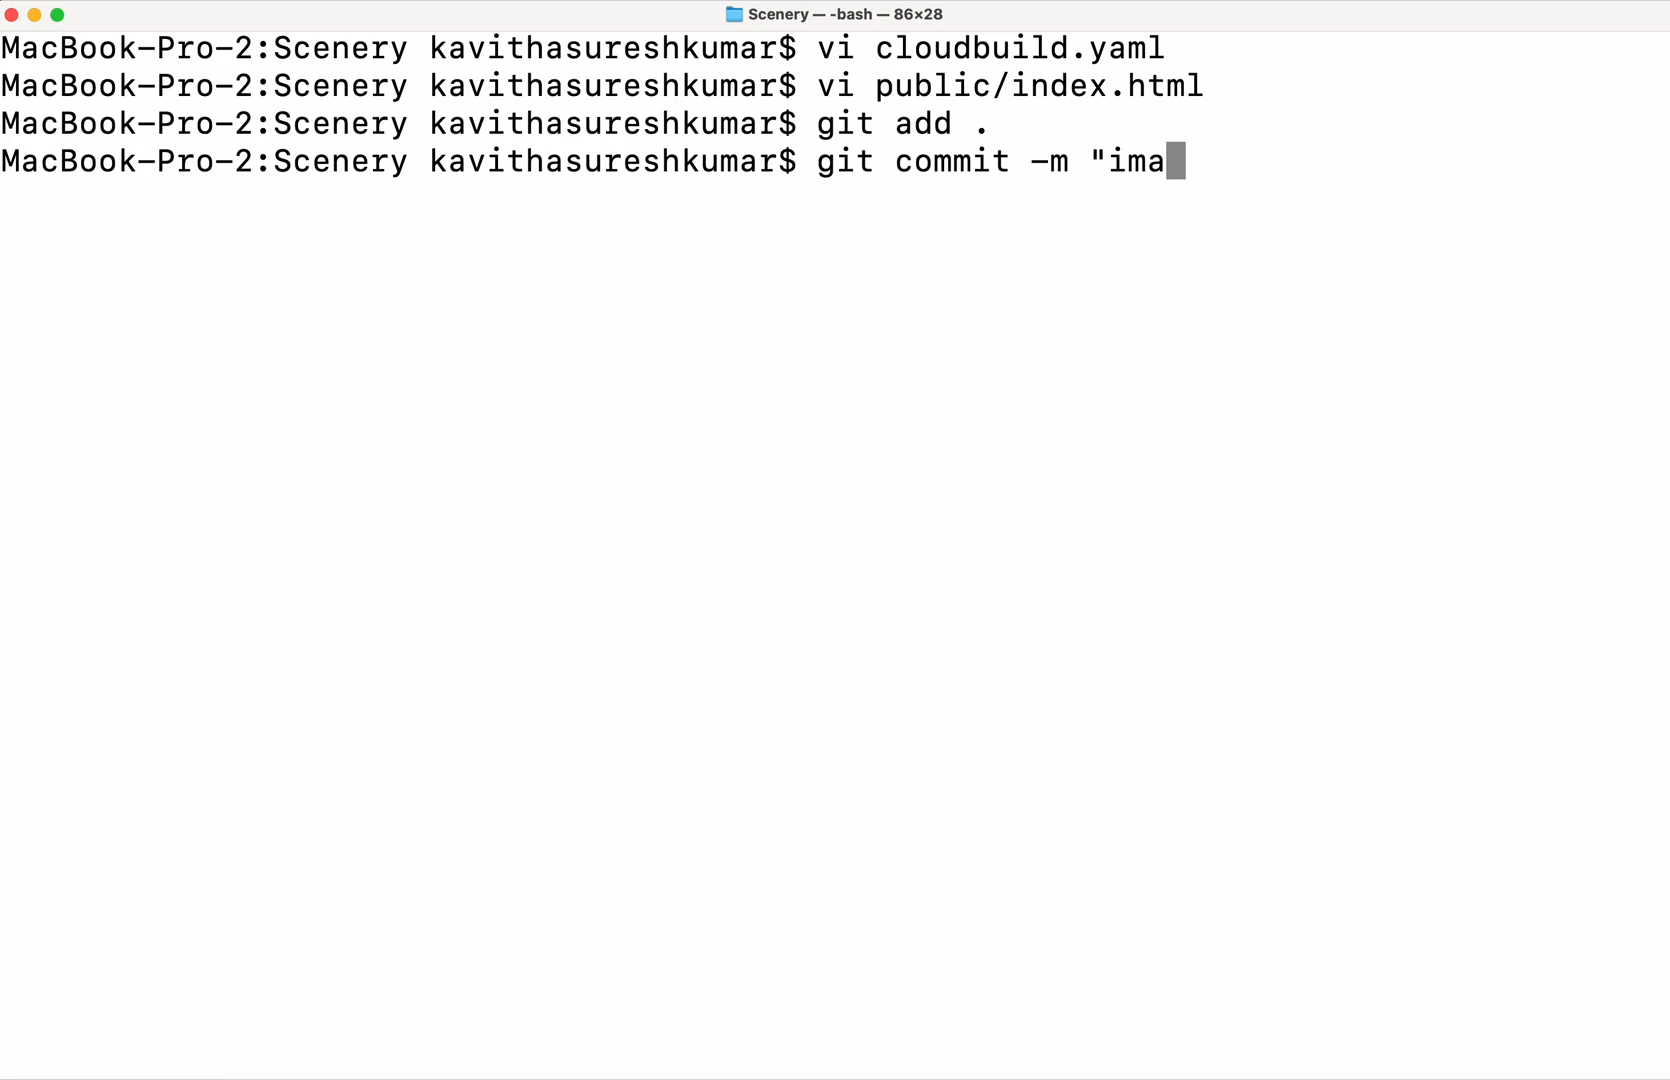 Scenery — -bash — 86×28
MacBook-Pro-2:Scenery kavithasureshkumar$ vi cloudbuild.yaml
MacBook-Pro-2:Scenery kavithasureshkumar$ vi public/index.html
MacBook-Pro-2:Scenery kavithasureshkumar$ git add .
MacBook-Pro-2:Scenery kavithasureshkumar$ git commit -m "ima